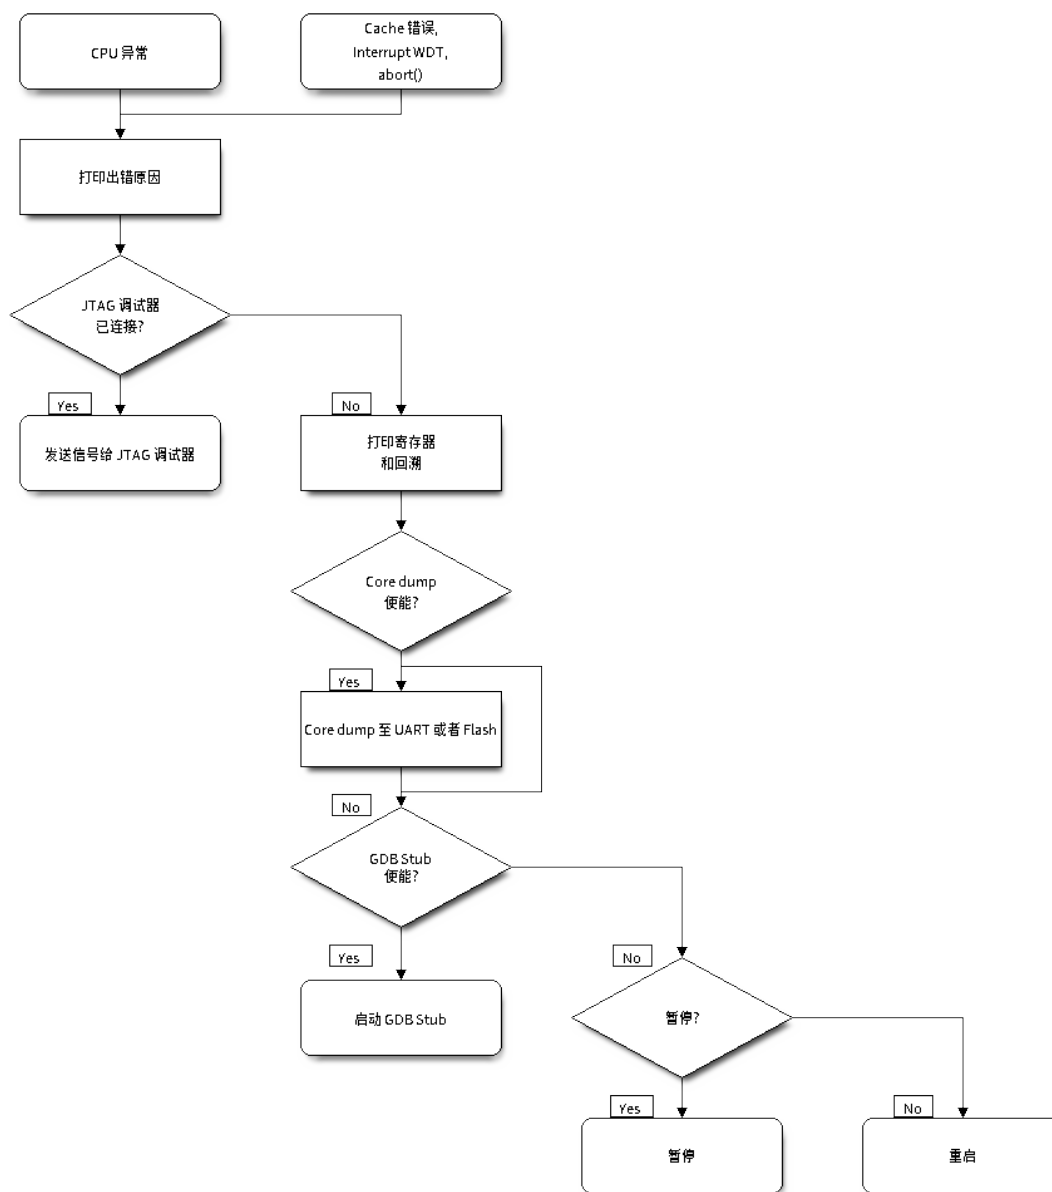 CPU 异常
Cache 错误,
Interrupt WDT,
abort()
打印出错原因
JTAG 调试器
已连接?
Yes
No
发送信号给 JTAG 调试器
打印寄存器
和回溯
Core dump
便能?
Yes
Core dump 至 UART 或者 Flash
No
GDB Stub
便能?
Yes
No
启动 GDB Stub
暂停?
Yes
No
暂停
重启